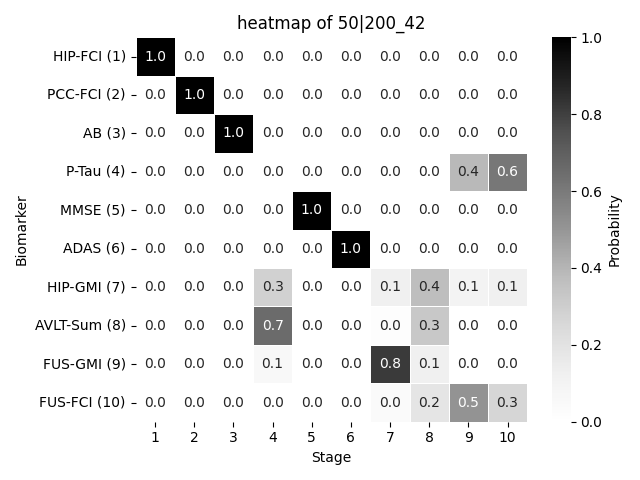 heatmap of 50|200_42
HIP-FCI (1) 1.0 0.0 0.0 0.0 0.0 0.0 0.0 0.0 0.0 0.0
PCC-FCI (2) 0.0 1.0 0.0 0.0 0.0 0.0 0.0 0.0 0.0 0.0
AB (3) 0.0 0.0 1.0 0.0 0.0 0.0 0.0 0.0 0.0 0.0
P-Tau (4) 0.0 0.0 0.0 0.0 0.0 0.0 0.0 0.0 0.4 0.6
MMSE (5) 0.0 0.0 0.0 0.0 1.0 0.0 0.0 0.0 0.0 0.0
ADAS (6) 0.0 0.0 0.0 0.0 0.0 1.0 0.0 0.0 0.0 0.0
HIP-GMI (7) 0.0 0.0 0.0 0.3 0.0 0.0 0.1 0.4 0.1 0.1
AVLT-Sum (8) 0.0 0.0 0.0 0.7 0.0 0.0 0.0 0.3 0.0 0.0
FUS-GMI (9) 0.0 0.0 0.0 0.1 0.0 0.0 0.8 0.1 0.0 0.0
FUS-FCI (10) 0.0 0.0 0.0 0.0 0.0 0.0 0.0 0.2 0.5 0.3
1 2 3 4 5 6 7 8 9 10
Stage
Biomarker
1.0
0.8
0.6
0.4
0.2
0.0
Probability